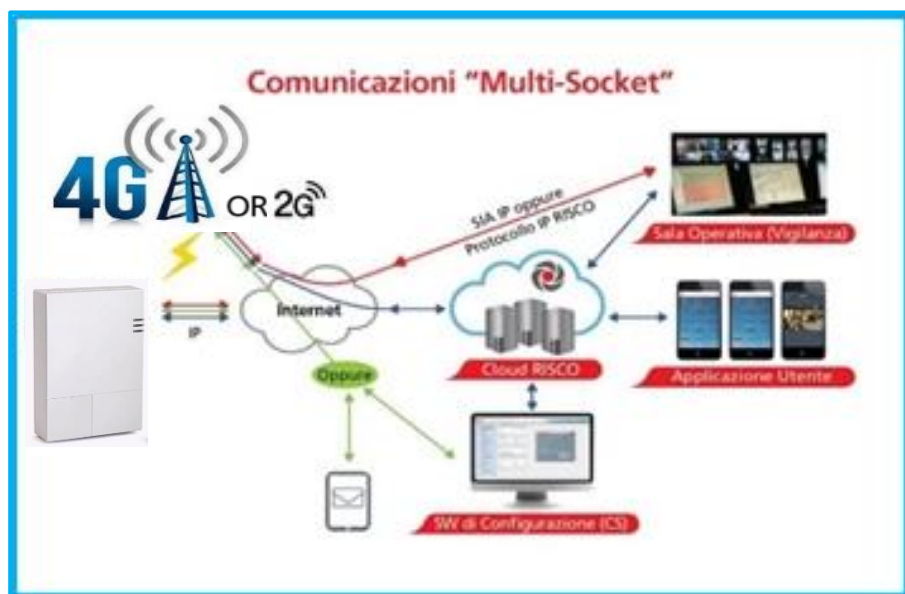 Comunicazioni "Multi-Socket"
4G OR 2G
SIA IP oppure
Protocollo IP RISCO
Sala Operativa (Vigilanza)
Internet
IP
Cloud RISCO
Applicazione Utente
Oppure
SW di Configurazione (CS)